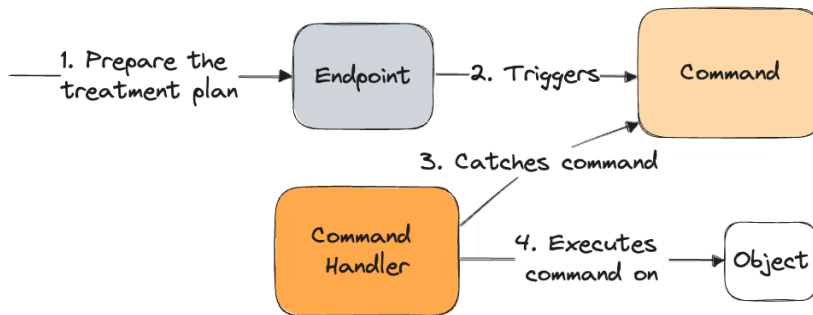 1. Prepare the
treatment plan
Endpoint
2. Triggers
Command
3. Catches command
Command
Handler
4. Executes
command on
Object